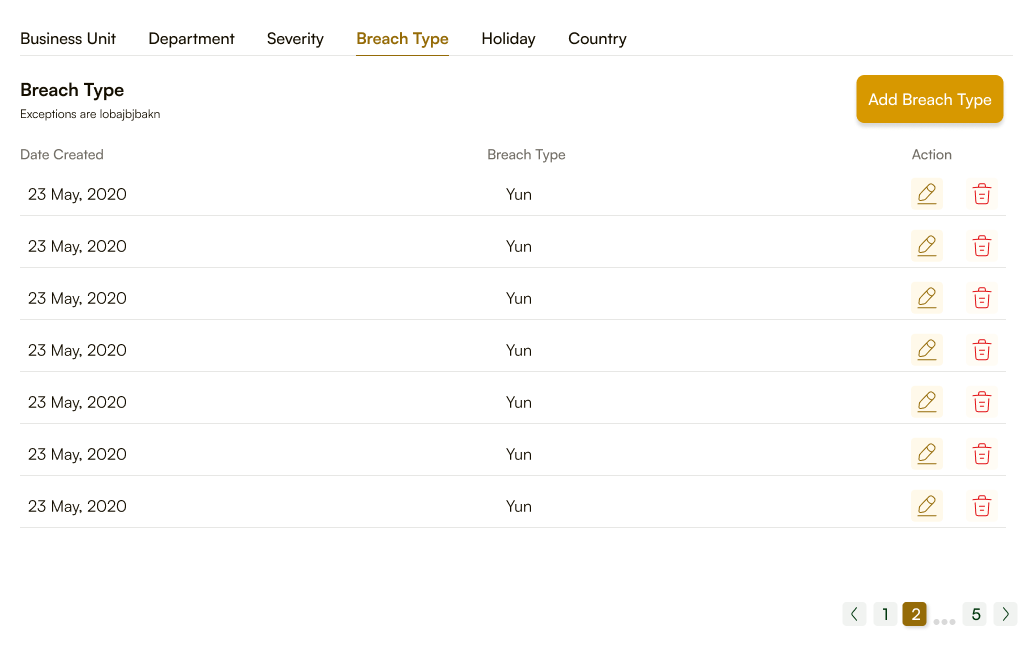 Business Unit Department Severity Breach Type Holiday Country
Breach Type
Exceptions are lobajbjbakn
Add Breach Type
Date Created Breach Type Action
23 May, 2020 Yun
23 May, 2020 Yun
23 May, 2020 Yun
23 May, 2020 Yun
23 May, 2020 Yun
23 May, 2020 Yun
23 May, 2020 Yun
1 2 ... 5